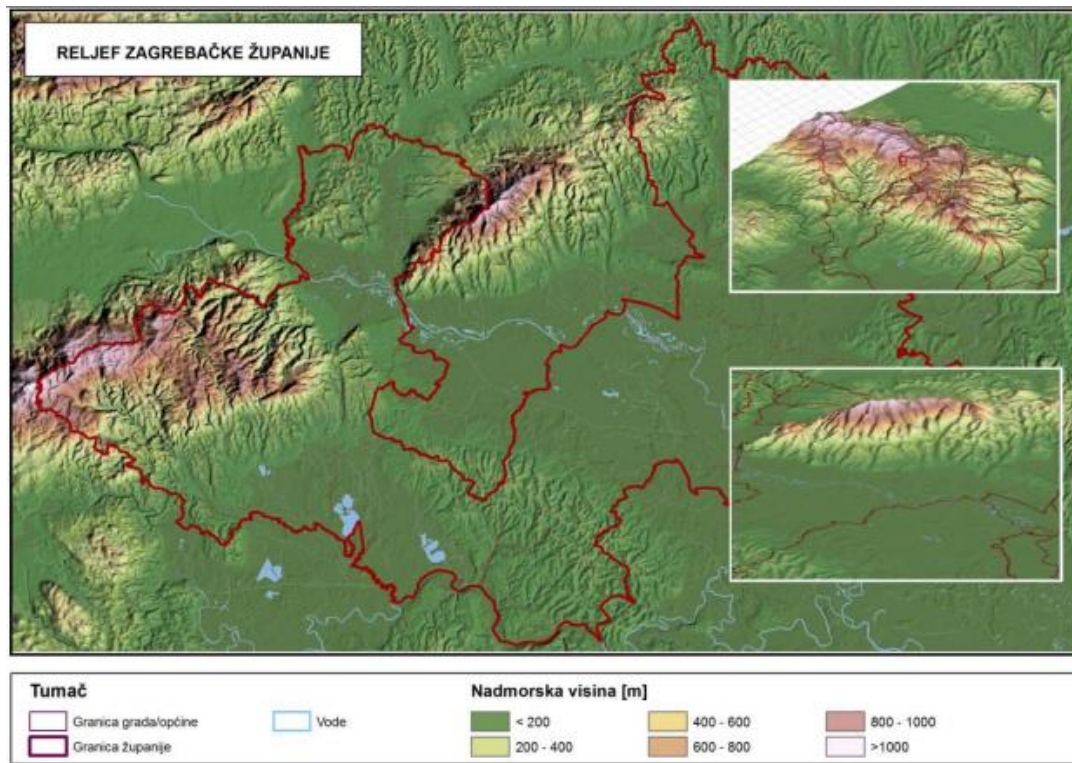 RELJEF ZAGREBAČKE ŽUPANIJE
Tumač
Granica grada/općine
Granica županije
Vode
Nadmorska visina [m]
< 200
200 - 400
400 - 600
600 - 800
800 - 1000
>1000